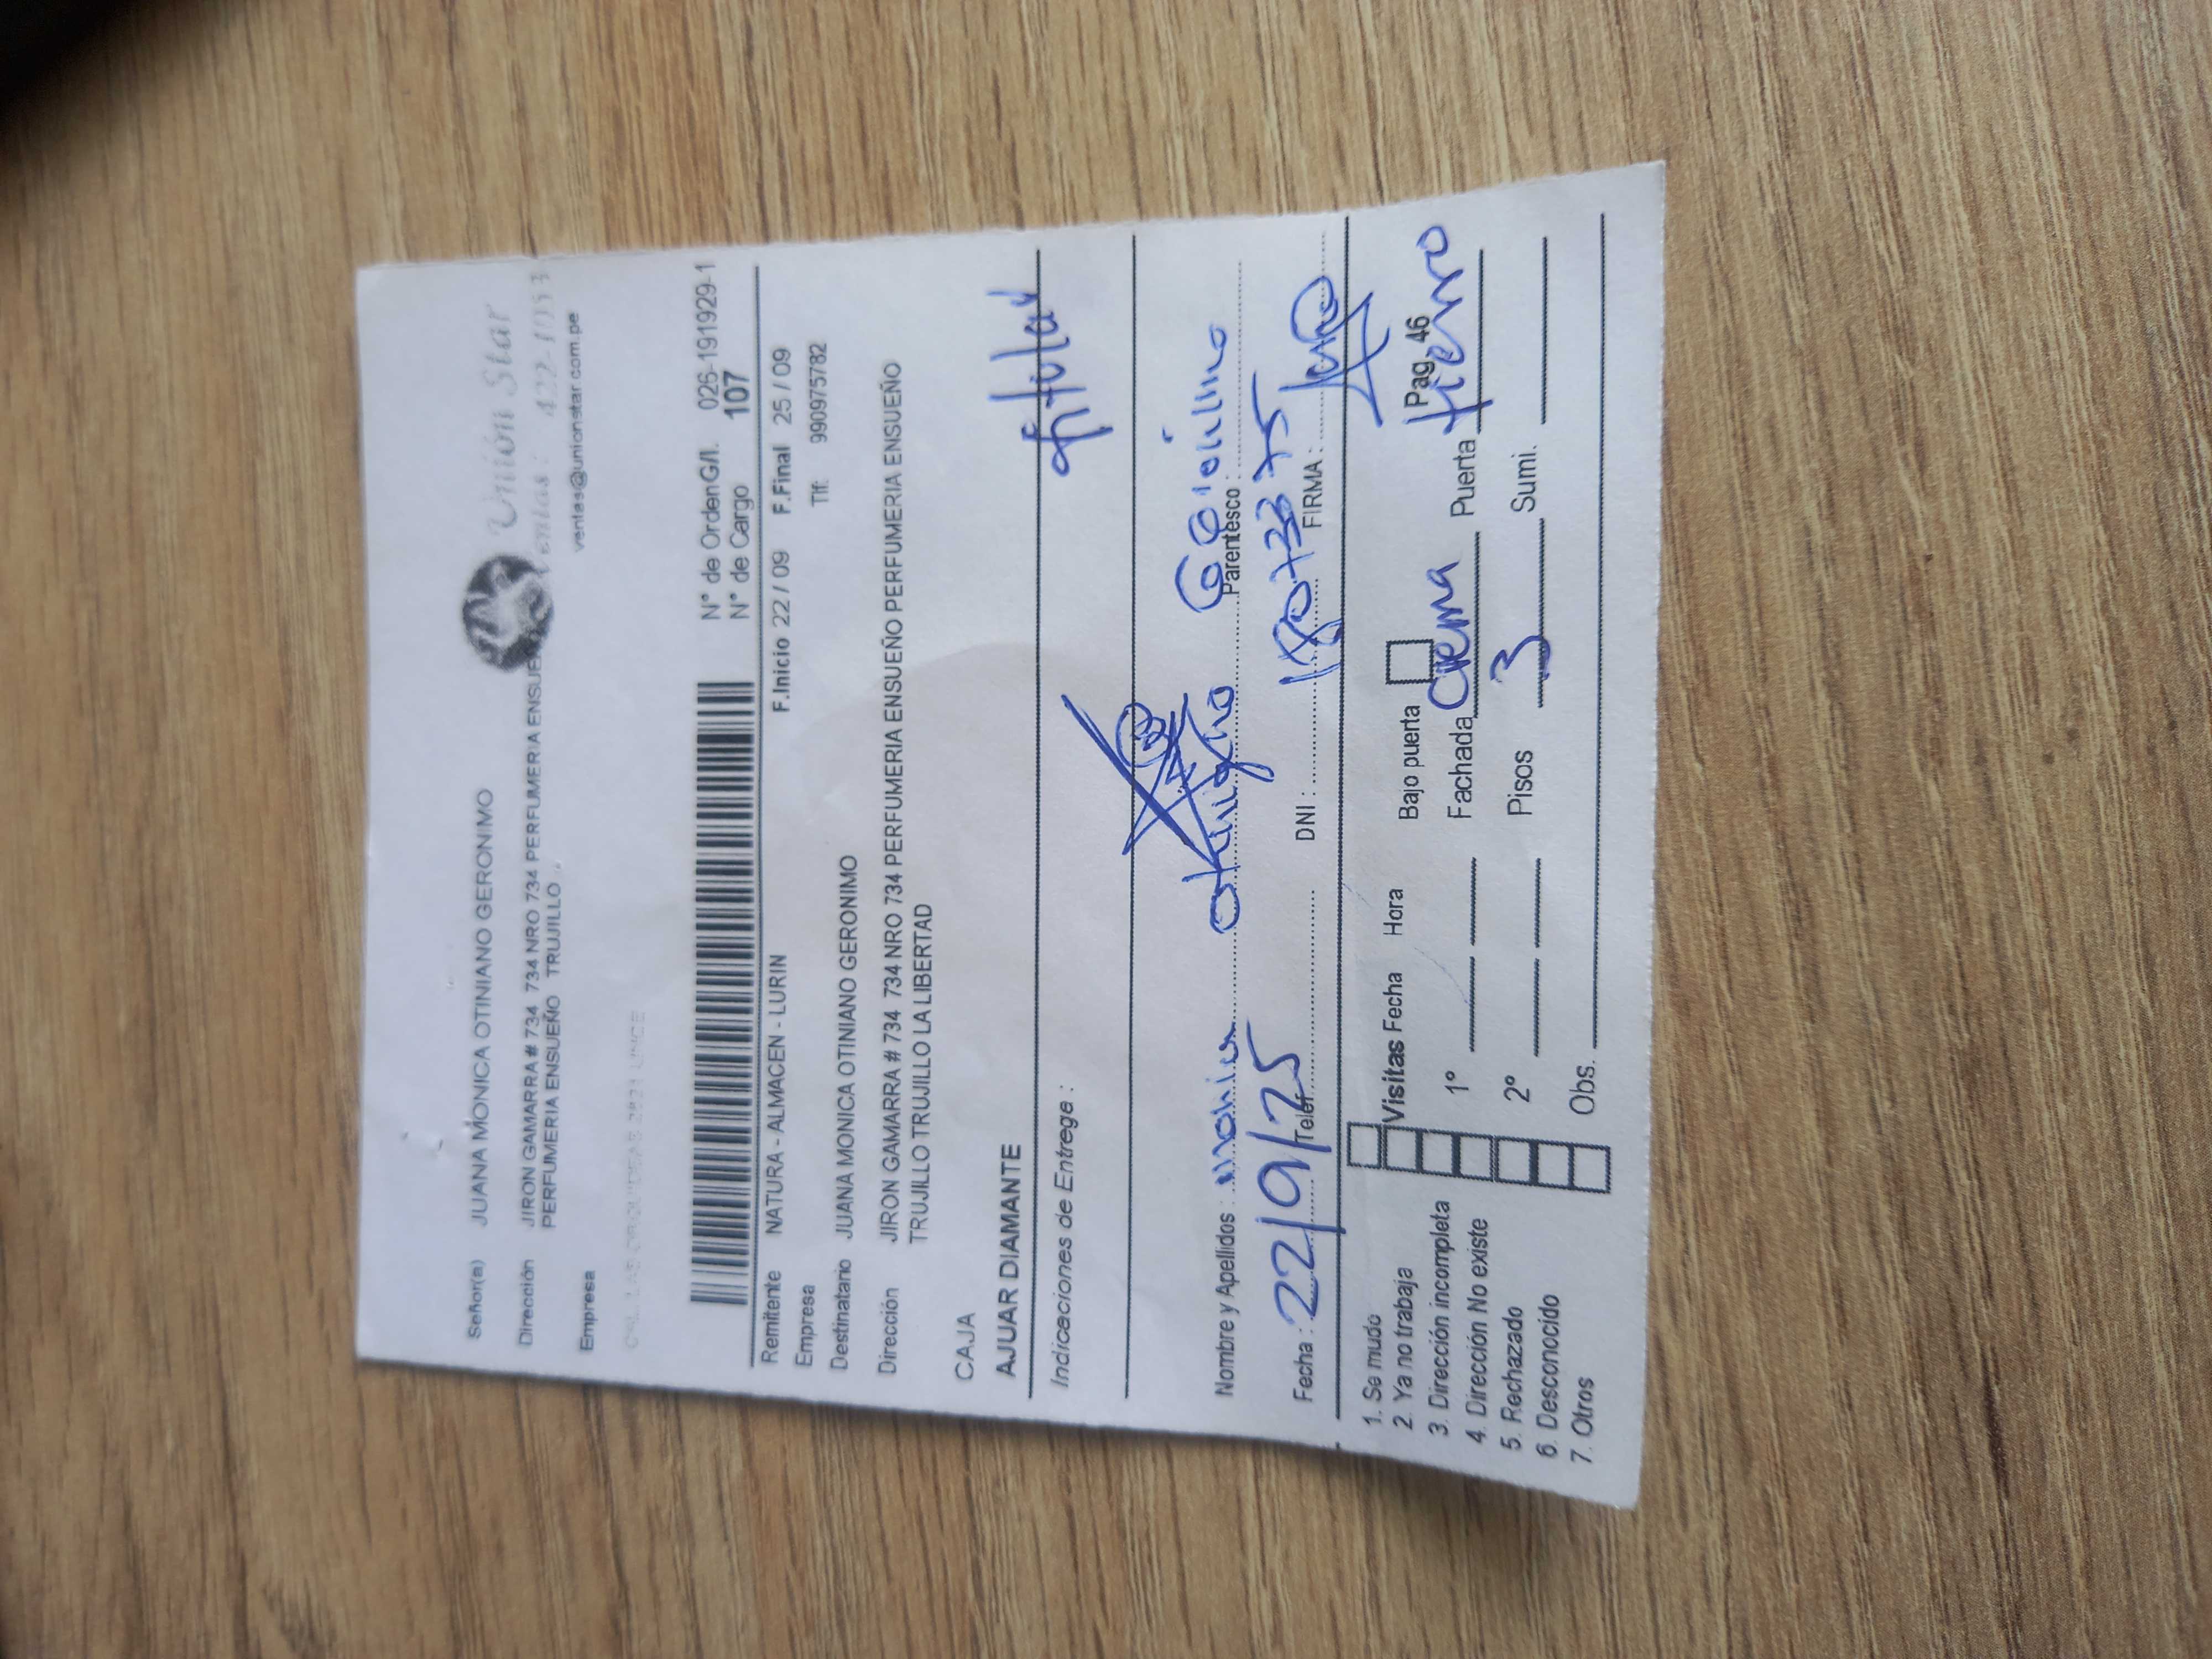 Unión Star
Ventas : 422-1053
ventas@unionstar.com.pe
Señor(a) JUANA MONICA OTINIANO GERONIMO
Dirección JIRON GAMARRA # 734 734 NRO 734 PERFUMERIA ENSUE
PERFUMERIA ENSUEÑO TRUJILLO
Empresa
N° de Orden G/I. 026-191929-1
N° de Cargo 107
Remitente NATURA - ALMACEN - LURIN F.Inicio 22 / 09 F.Final 25 / 09
Empresa Tlf: 990975782
Destinatario JUANA MONICA OTINIANO GERONIMO
Dirección JIRON GAMARRA # 734 734 NRO 734 PERFUMERIA ENSUEÑO PERFUMERIA ENSUEÑO
TRUJILLO TRUJILLO LA LIBERTAD
CAJA
AJUAR DIAMANTE
titular
Indicaciones de Entrega :
Nombre y Apellidos : Monica Otiniano Geronimo Parentesco :
Fecha : 22/9/25 Telef. DNI : FIRMA :
1. Se mudo
2. Ya no trabaja
3. Dirección incompleta
4. Dirección No existe
5. Rechazado
6. Desconocido
7. Otros
Visitas Fecha Hora Bajo puerta Pag. 46
1° Fachada Crema Puerta fierro
2° Pisos 3 Sumi.
Obs.